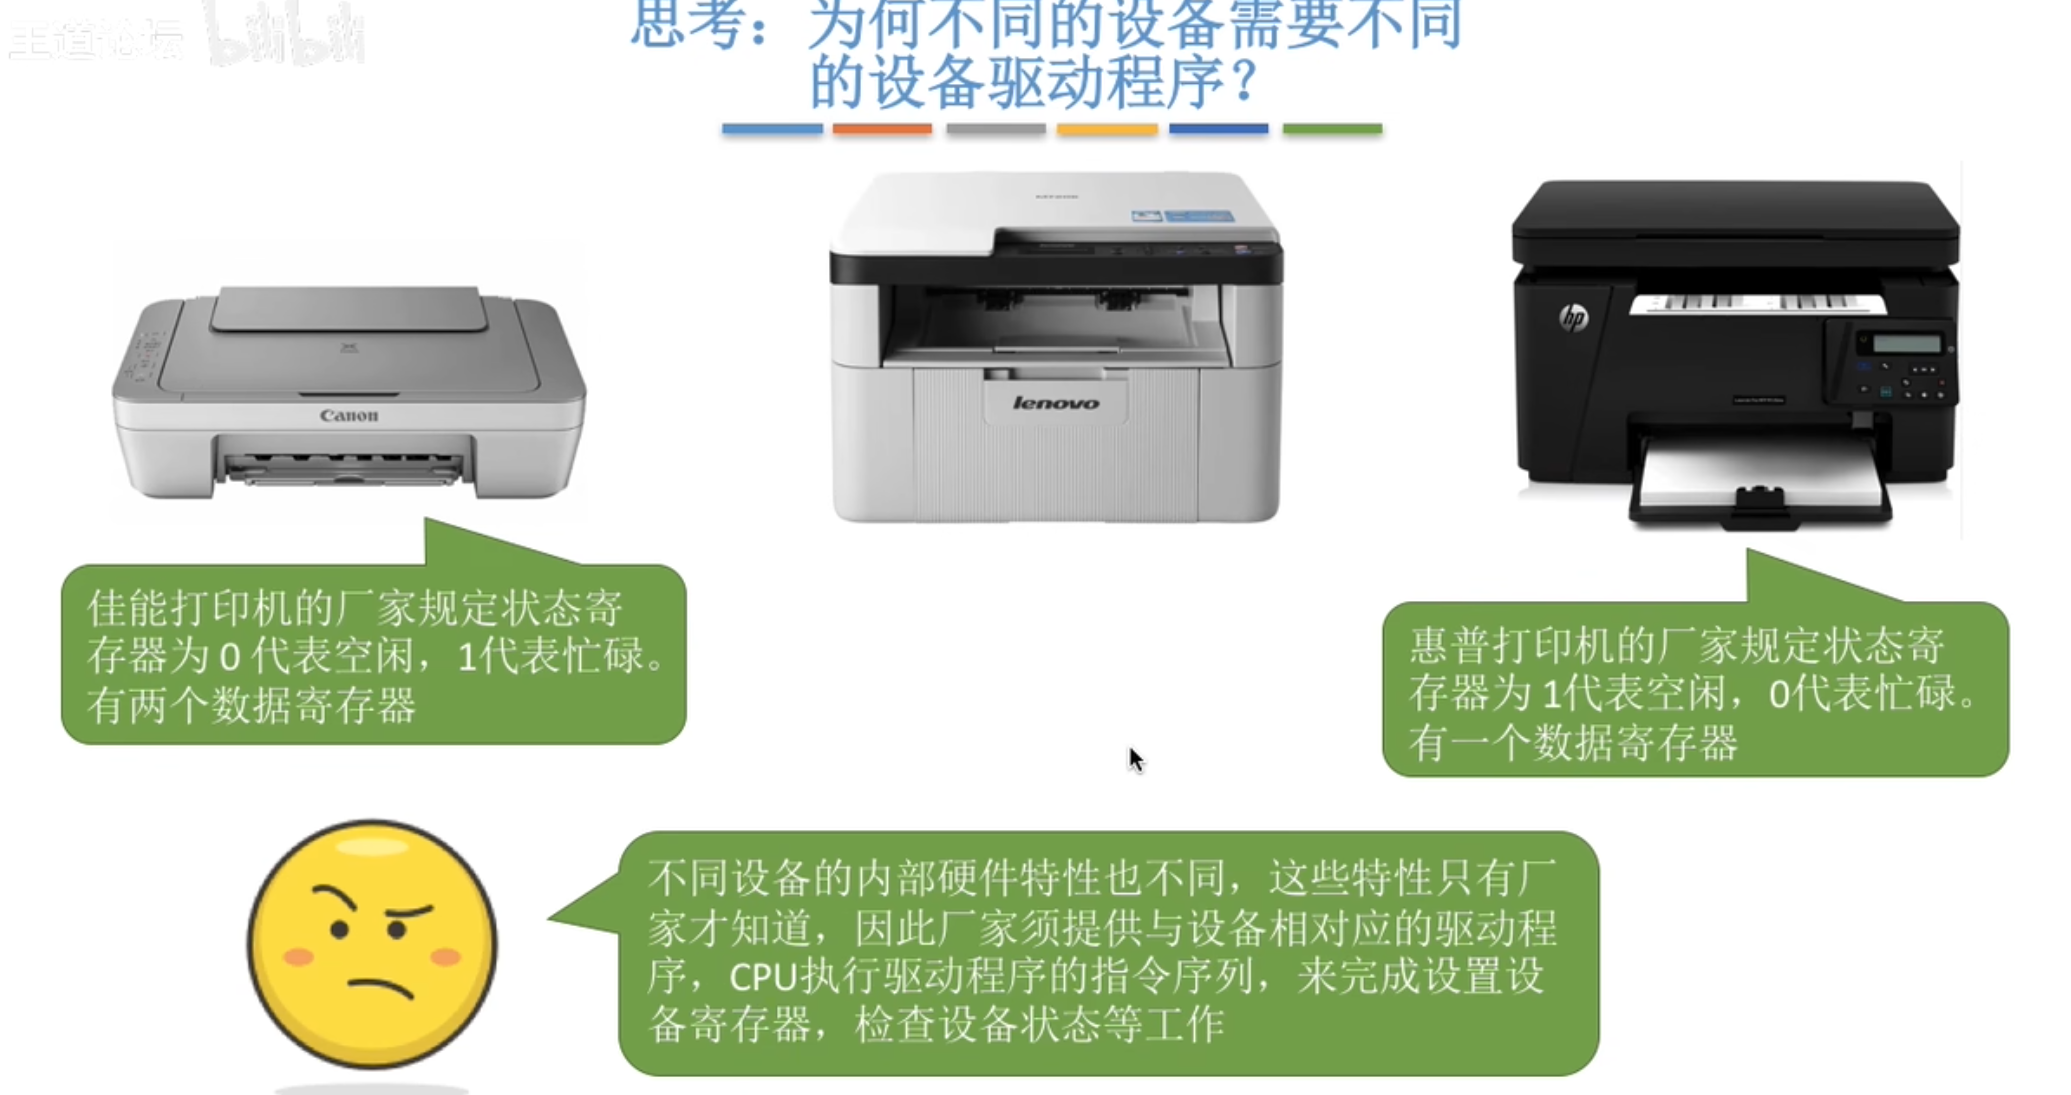 王道论坛 bilibili
思考：为何不同的设备需要不同
的设备驱动程序？
Canon
lenovo
hp
佳能打印机的厂家规定状态寄
存器为 0 代表空闲，1代表忙碌。
有两个数据寄存器
惠普打印机的厂家规定状态寄
存器为 1代表空闲，0代表忙碌。
有一个数据寄存器
不同设备的内部硬件特性也不同，这些特性只有厂
家才知道，因此厂家须提供与设备相对应的驱动程
序，CPU执行驱动程序的指令序列，来完成设置设
备寄存器，检查设备状态等工作